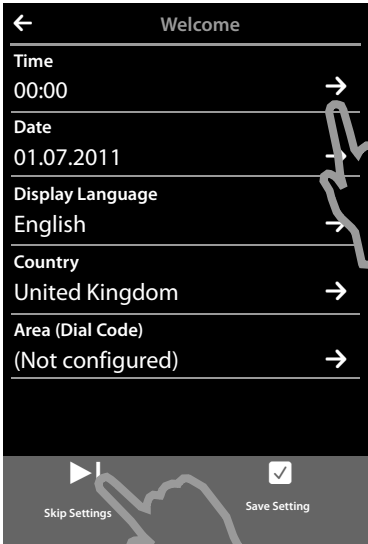 Welcome
Time
00:00
Date
01.07.2011
Display Language
English
Country
United Kingdom
Area (Dial Code)
(Not configured)
Skip Settings
Save Setting